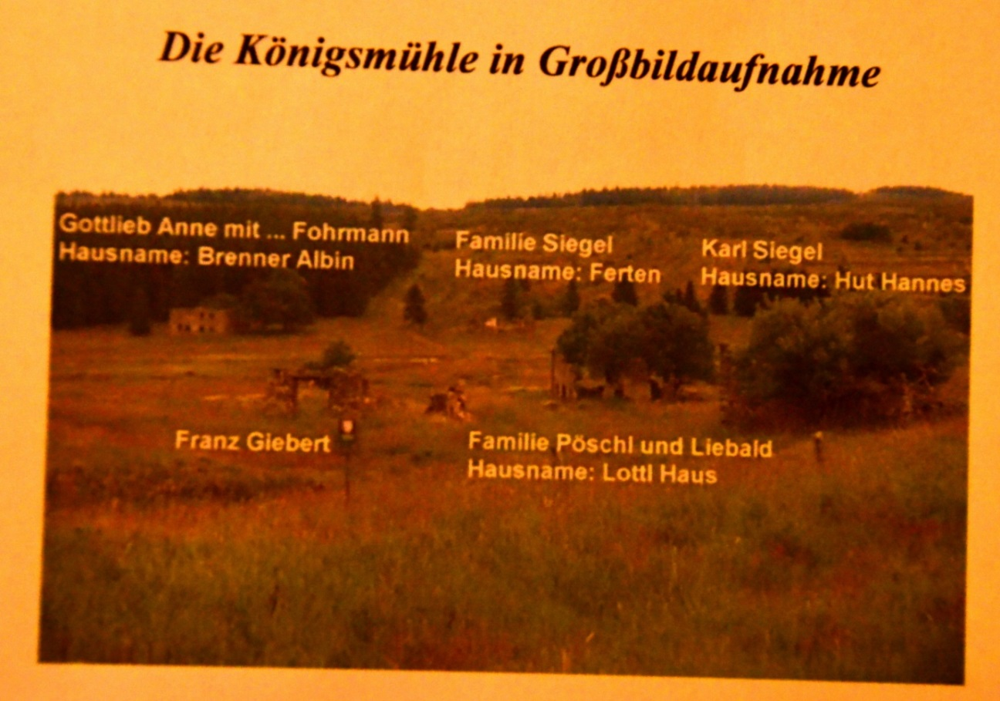 Die Königsmühle in Großbildaufnahme
Gottlieb Anne mit ... Fohrmann
Hausname: Brenner Albin
Familie Siegel
Hausname: Ferten
Karl Siegel
Hausname: Hut Hannes
Franz Giebert
Familie Pöschl und Liebald
Hausname: Lottl Haus